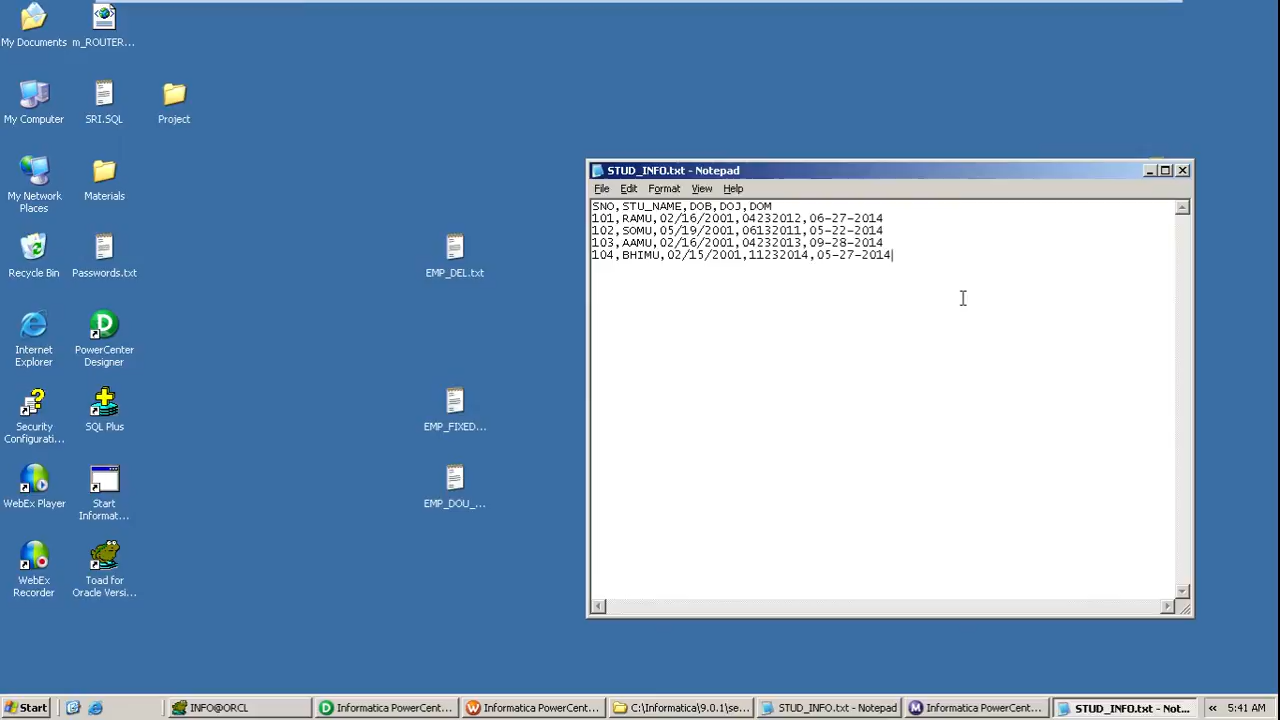 My Documents
m_ROUTER...
My Computer
SRI.SQL
Project
My Network
Places
Materials
Recycle Bin
Passwords.txt
EMP_DEL.txt
Internet
Explorer
PowerCenter
Designer
Security
Configurati...
SQL Plus
EMP_FIXED...
WebEx Player
Start
Informat...
EMP_DOU_...
WebEx
Recorder
Toad for
Oracle Versi...
STUD_INFO.txt - Notepad
File Edit Format View Help
SNO,STU_NAME,DOB,DOJ,DOM
101,RAMU,02/16/2001,04232012,06-27-2014
102,SOMU,05/19/2001,06132011,05-22-2014
103,AAMU,02/16/2001,04232013,09-28-2014
104,BHIMU,02/15/2001,11232014,05-27-2014
Start INFO@ORCL Informatica PowerCent... Informatica PowerCent... C:\Informatica\9.0.1\se... STUD_INFO.txt - Notepad Informatica PowerCent... STUD_INFO.txt - Not... « 5:41 AM